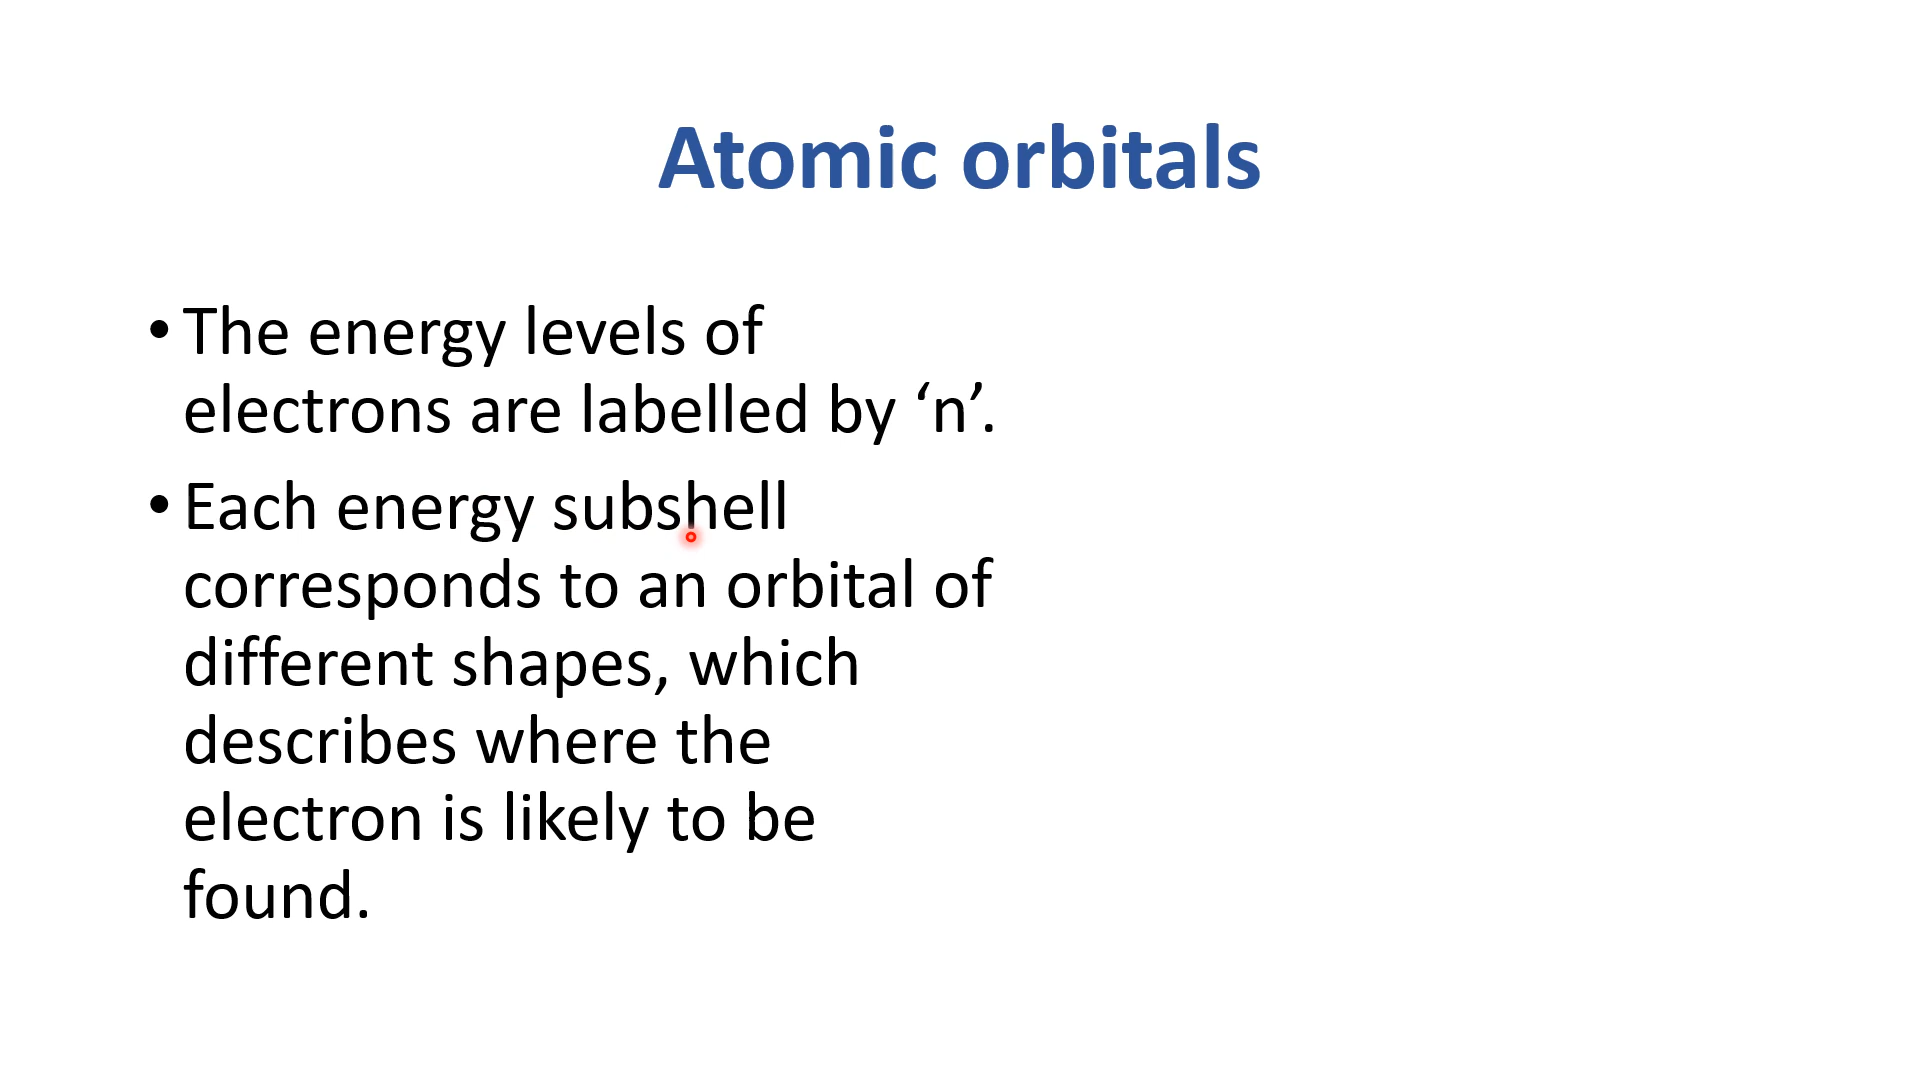 Atomic orbitals
• The energy levels of
electrons are labelled by ‘n’.
• Each energy subshell
corresponds to an orbital of
different shapes, which
describes where the
electron is likely to be
found.